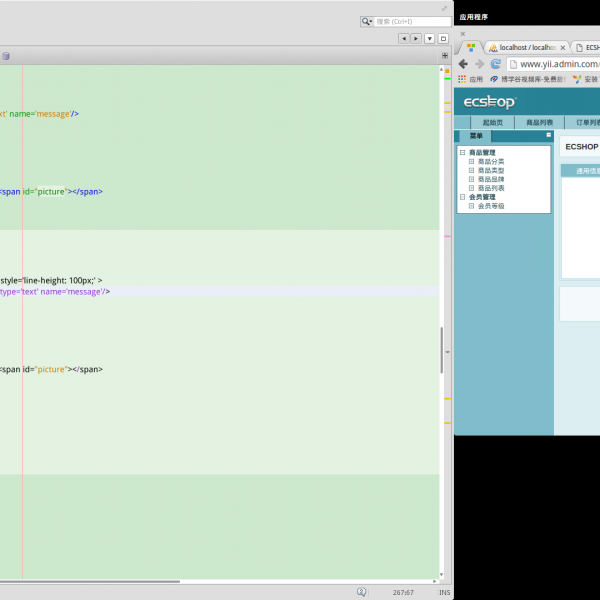 搜索 (Ctrl+I)
xt' name='message'/>
<span id="picture"></span>
style='line-height: 100px;' >
type='text' name='message'/>
<span id="picture"></span>
267:67
INS
应用程序
localhost / localhos
ECSH
www.yii.admin.com/
应用
博学谷视频库-免费最
安装
ecshop
起始页
商品列表
订单列表
菜单
商品管理
商品分类
商品类型
商品品牌
商品列表
会员管理
会员等级
ECSHOP
通用信息